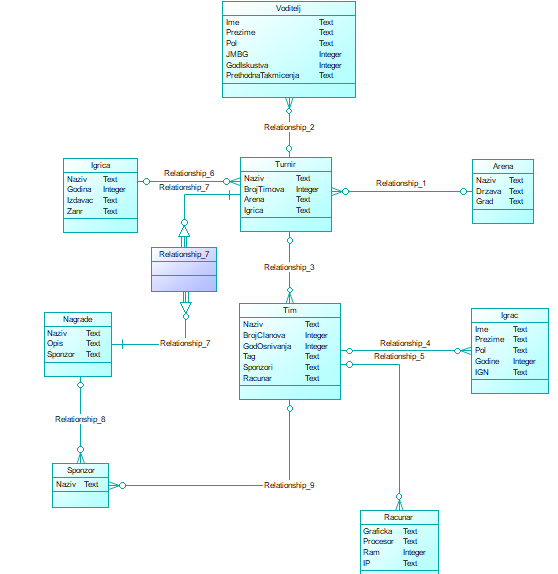 Voditelj
Ime Text
Prezime Text
Pol Text
JMBG Integer
GodIskustva Integer
PrethodnaTakmicenja Text
Relationship_2
Igrica
Naziv Text
Godina Integer
Izdavac Text
Zanr Text
Relationship_6
Relationship_7
Turnir
Naziv Text
BrojTimova Integer
Arena Text
Igrica Text
Relationship_1
Arena
Naziv Text
Drzava Text
Grad Text
Relationship_7
Relationship_3
Nagrade
Naziv Text
Opis Text
Sponzor Text
Relationship_7
Tim
Naziv Text
BrojClanova Integer
GodOsnivanja Integer
Tag Text
Sponzori Text
Racunar Text
Relationship_4
Relationship_5
Igrac
Ime Text
Prezime Text
Pol Text
Godine Integer
IGN Text
Relationship_8
Sponzor
Naziv Text
Relationship_9
Racunar
Graficka Text
Procesor Text
Ram Integer
IP Text